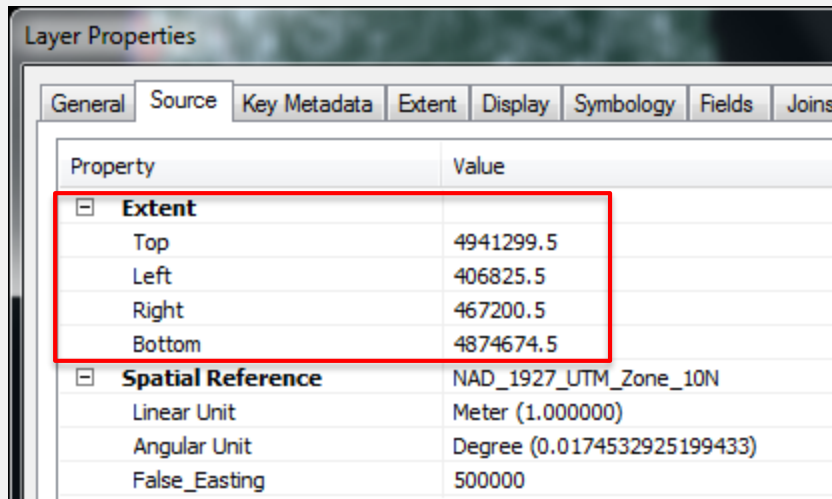 Layer Properties
General Source Key Metadata Extent Display Symbology Fields Joins
Property Value
Extent
Top 4941299.5
Left 406825.5
Right 467200.5
Bottom 4874674.5
Spatial Reference NAD_1927_UTM_Zone_10N
Linear Unit Meter (1.000000)
Angular Unit Degree (0.0174532925199433)
False_Easting 500000